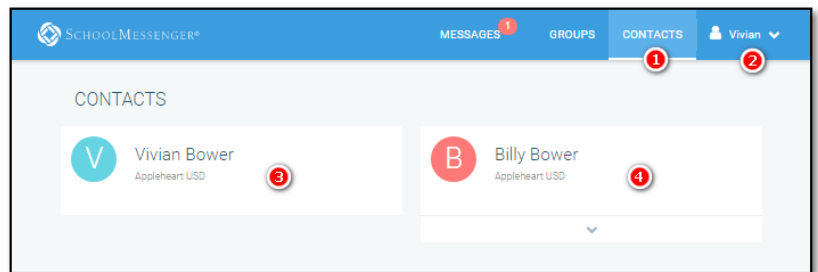 SCHOOLMESSENGER® MESSAGES 1 GROUPS CONTACTS Vivian
1 2
CONTACTS
V Vivian Bower
Appleheart USD 3
B Billy Bower
Appleheart USD 4